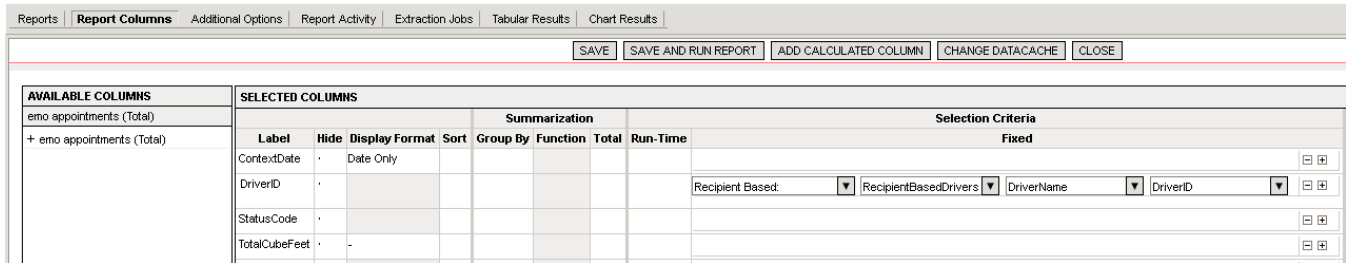 Reports | Report Columns Additional Options | Report Activity | Extraction Jobs | Tabular Results | Chart Results |
SAVE SAVE AND RUN REPORT ADD CALCULATED COLUMN CHANGE DATACACHE CLOSE
AVAILABLE COLUMNS SELECTED COLUMNS
emo appointments (Total) Summarization Selection Criteria
+ emo appointments (Total) Label Hide Display Format Sort Group By Function Total Run-Time Fixed
ContextDate · Date Only
DriverID · Recipient Based: RecipientBasedDrivers DriverName DriverID
StatusCode ·
TotalCubeFeet · -